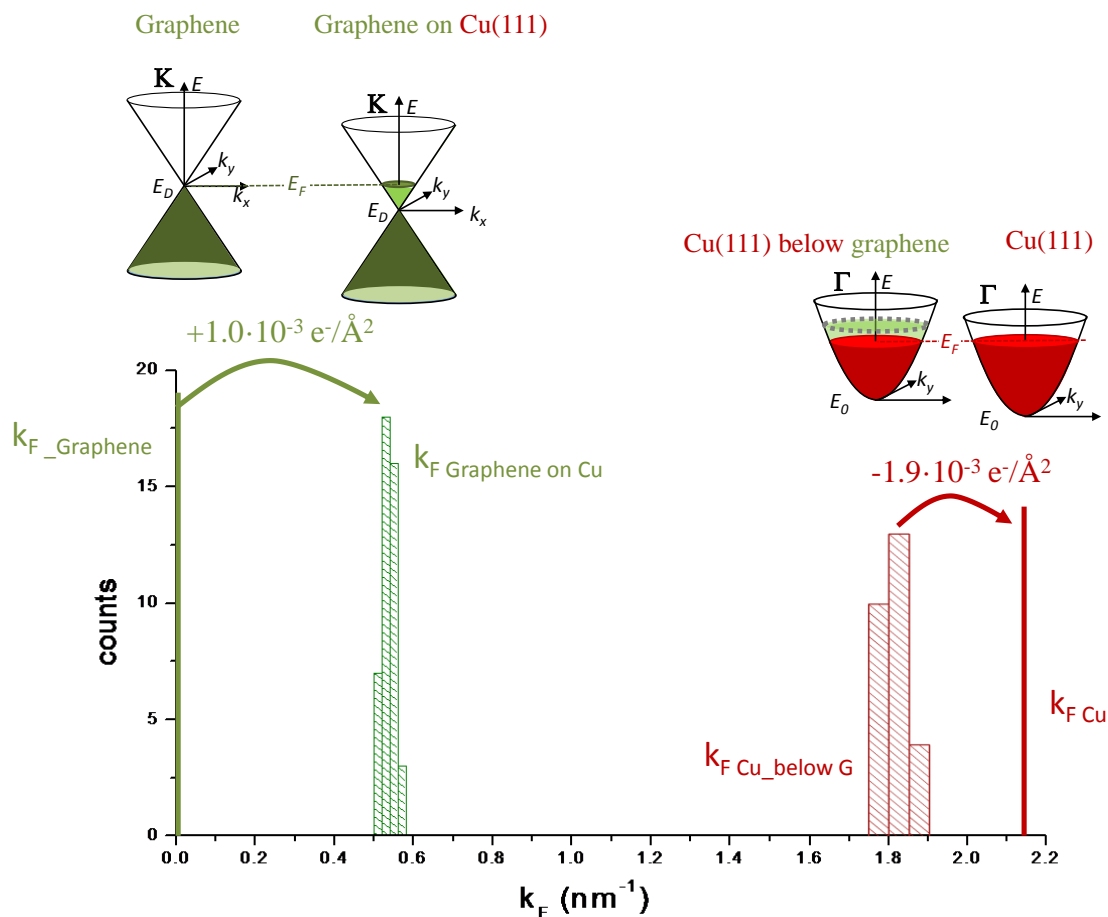 Graphene
Graphene on Cu(111)
K
E
k_y
E_D
k_x
E_F
K
E
k_y
E_D
k_x
Cu(111) below graphene
Cu(111)
Γ
E
E_F
k_y
E_0
Γ
E
k_y
E_0
+1.0·10⁻³ e⁻/Å²
-1.9·10⁻³ e⁻/Å²
k_F _Graphene
k_F Graphene on Cu
k_F Cu_below G
k_F Cu
counts
20
15
10
5
0
0.0 0.2 0.4 0.6 0.8 1.0 1.2 1.4 1.6 1.8 2.0 2.2
k_F (nm⁻¹)